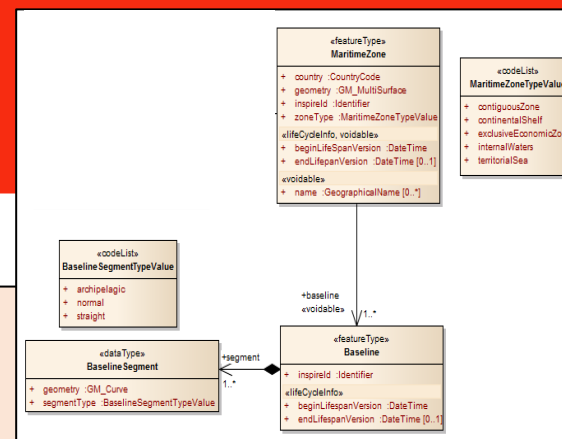 «featureType»
MaritimeZone
+ country :CountryCode
+ geometry :GM_MultiSurface
+ inspireId :Identifier
+ zoneType :MaritimeZoneTypeValue
«lifeCycleInfo, voidable»
+ beginLifeSpanVersion :DateTime
+ endLifespanVersion :DateTime [0..1]
«voidable»
+ name :GeographicalName [0..*]
«codeList»
MaritimeZoneTypeValue
+ contiguousZone
+ continentalShelf
+ exclusiveEconomicZo
+ internalWaters
+ territorialSea
«codeList»
BaselineSegmentTypeValue
+ archipelagic
+ normal
+ straight
+baseline
«voidable»
1..*
«dataType»
BaselineSegment
+ geometry :GM_Curve
+ segmentType :BaselineSegmentTypeValue
+segment
1..*
«featureType»
Baseline
+ inspireId :Identifier
«lifeCycleInfo»
+ beginLifespanVersion :DateTime
+ endLifespanVersion :DateTime [0..1]